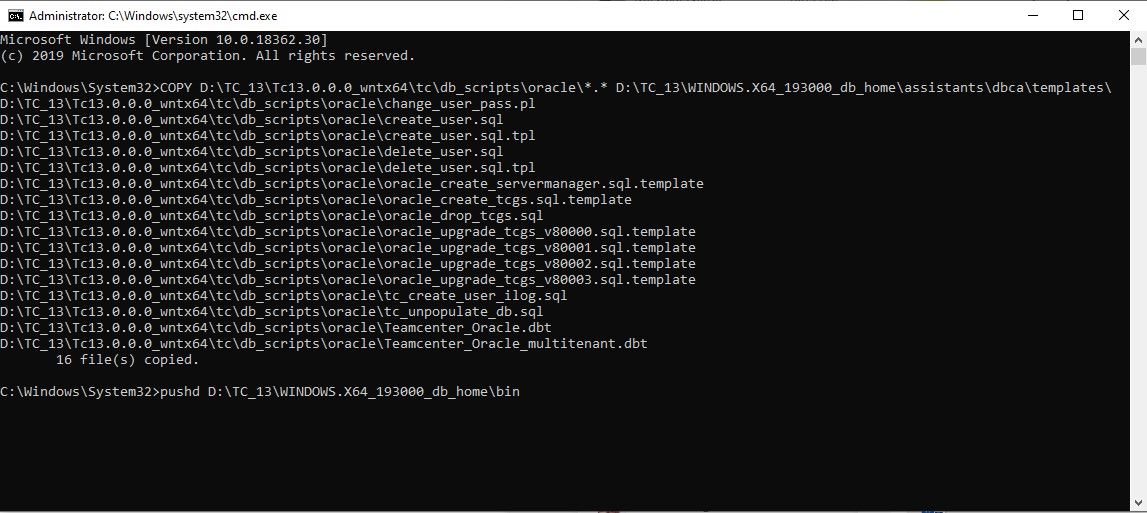 Administrator: C:\Windows\system32\cmd.exe
Microsoft Windows [Version 10.0.18362.30]
(c) 2019 Microsoft Corporation. All rights reserved.
C:\Windows\System32>COPY D:\TC_13\Tc13.0.0.0_wntx64\tc\db_scripts\oracle\*.* D:\TC_13\WINDOWS.X64_193000_db_home\assistants\dbca\templates\
D:\TC_13\Tc13.0.0.0_wntx64\tc\db_scripts\oracle\change_user_pass.pl
D:\TC_13\Tc13.0.0.0_wntx64\tc\db_scripts\oracle\create_user.sql
D:\TC_13\Tc13.0.0.0_wntx64\tc\db_scripts\oracle\create_user.sql.tpl
D:\TC_13\Tc13.0.0.0_wntx64\tc\db_scripts\oracle\delete_user.sql
D:\TC_13\Tc13.0.0.0_wntx64\tc\db_scripts\oracle\delete_user.sql.tpl
D:\TC_13\Tc13.0.0.0_wntx64\tc\db_scripts\oracle\oracle_create_servermanager.sql.template
D:\TC_13\Tc13.0.0.0_wntx64\tc\db_scripts\oracle\oracle_create_tcgs.sql.template
D:\TC_13\Tc13.0.0.0_wntx64\tc\db_scripts\oracle\oracle_drop_tcgs.sql
D:\TC_13\Tc13.0.0.0_wntx64\tc\db_scripts\oracle\oracle_upgrade_tcgs_v80000.sql.template
D:\TC_13\Tc13.0.0.0_wntx64\tc\db_scripts\oracle\oracle_upgrade_tcgs_v80001.sql.template
D:\TC_13\Tc13.0.0.0_wntx64\tc\db_scripts\oracle\oracle_upgrade_tcgs_v80002.sql.template
D:\TC_13\Tc13.0.0.0_wntx64\tc\db_scripts\oracle\oracle_upgrade_tcgs_v80003.sql.template
D:\TC_13\Tc13.0.0.0_wntx64\tc\db_scripts\oracle\tc_create_user_ilog.sql
D:\TC_13\Tc13.0.0.0_wntx64\tc\db_scripts\oracle\tc_unpopulate_db.sql
D:\TC_13\Tc13.0.0.0_wntx64\tc\db_scripts\oracle\Teamcenter_Oracle.dbt
D:\TC_13\Tc13.0.0.0_wntx64\tc\db_scripts\oracle\Teamcenter_Oracle_multitenant.dbt
16 file(s) copied.
C:\Windows\System32>pushd D:\TC_13\WINDOWS.X64_193000_db_home\bin